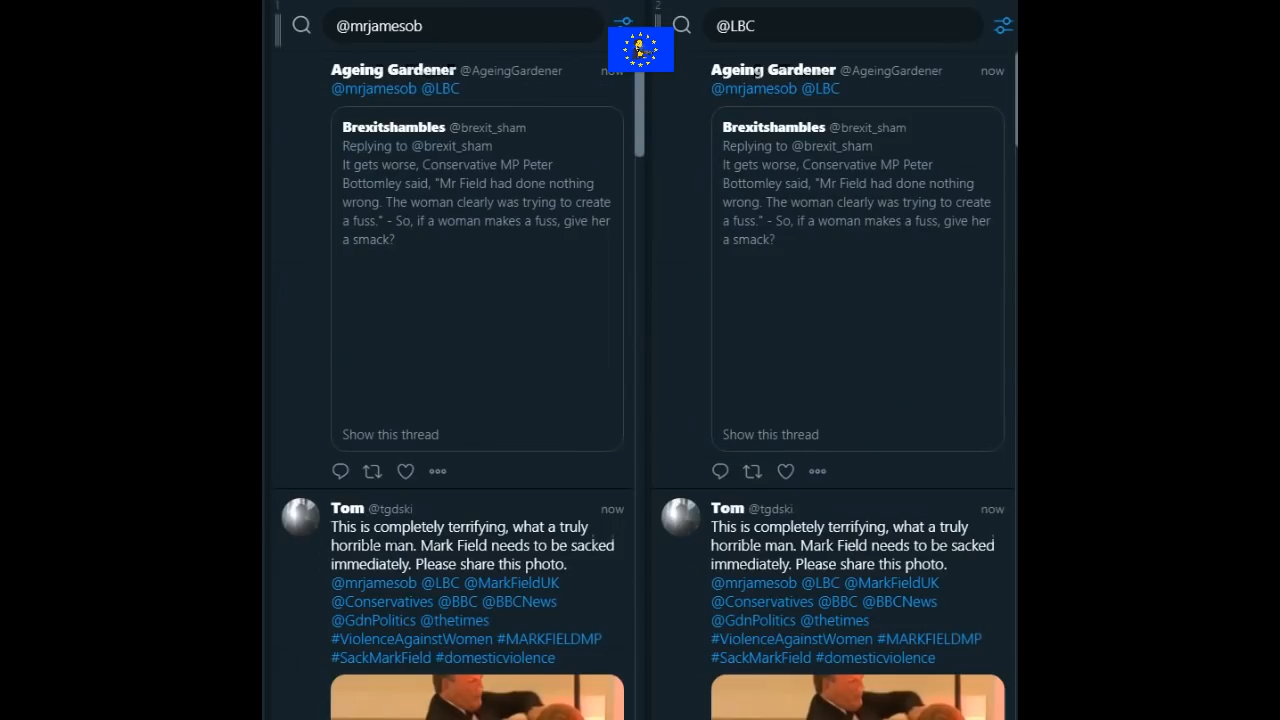 1
@mrjamesob
Ageing Gardener @AgeingGardener now
@mrjamesob @LBC
Brexitshambles @brexit_sham
Replying to @brexit_sham
It gets worse, Conservative MP Peter
Bottomley said, "Mr Field had done nothing
wrong. The woman clearly was trying to create
a fuss." - So, if a woman makes a fuss, give her
a smack?
Show this thread
Tom @tgdski now
This is completely terrifying, what a truly
horrible man. Mark Field needs to be sacked
immediately. Please share this photo.
@mrjamesob @LBC @MarkFieldUK
@Conservatives @BBC @BBCNews
@GdnPolitics @thetimes
#ViolenceAgainstWomen #MARKFIELDMP
#SackMarkField #domesticviolence
2
@LBC
Ageing Gardener @AgeingGardener now
@mrjamesob @LBC
Brexitshambles @brexit_sham
Replying to @brexit_sham
It gets worse, Conservative MP Peter
Bottomley said, "Mr Field had done nothing
wrong. The woman clearly was trying to create
a fuss." - So, if a woman makes a fuss, give her
a smack?
Show this thread
Tom @tgdski now
This is completely terrifying, what a truly
horrible man. Mark Field needs to be sacked
immediately. Please share this photo.
@mrjamesob @LBC @MarkFieldUK
@Conservatives @BBC @BBCNews
@GdnPolitics @thetimes
#ViolenceAgainstWomen #MARKFIELDMP
#SackMarkField #domesticviolence